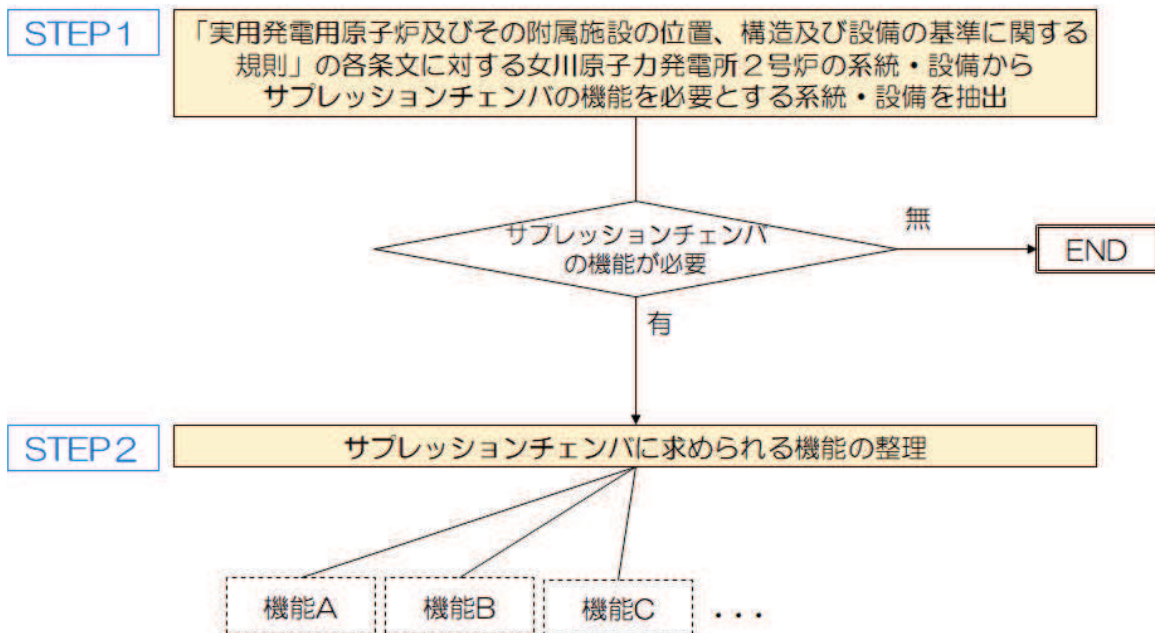 STEP1
「実用発電用原子炉及びその附属施設の位置、構造及び設備の基準に関する
規則」の各条文に対する女川原子力発電所2号炉の系統・設備から
サプレッションチェンバの機能を必要とする系統・設備を抽出
サプレッションチェンバ
の機能が必要
無
END
有
STEP2
サプレッションチェンバに求められる機能の整理
機能A
機能B
機能C
・・・